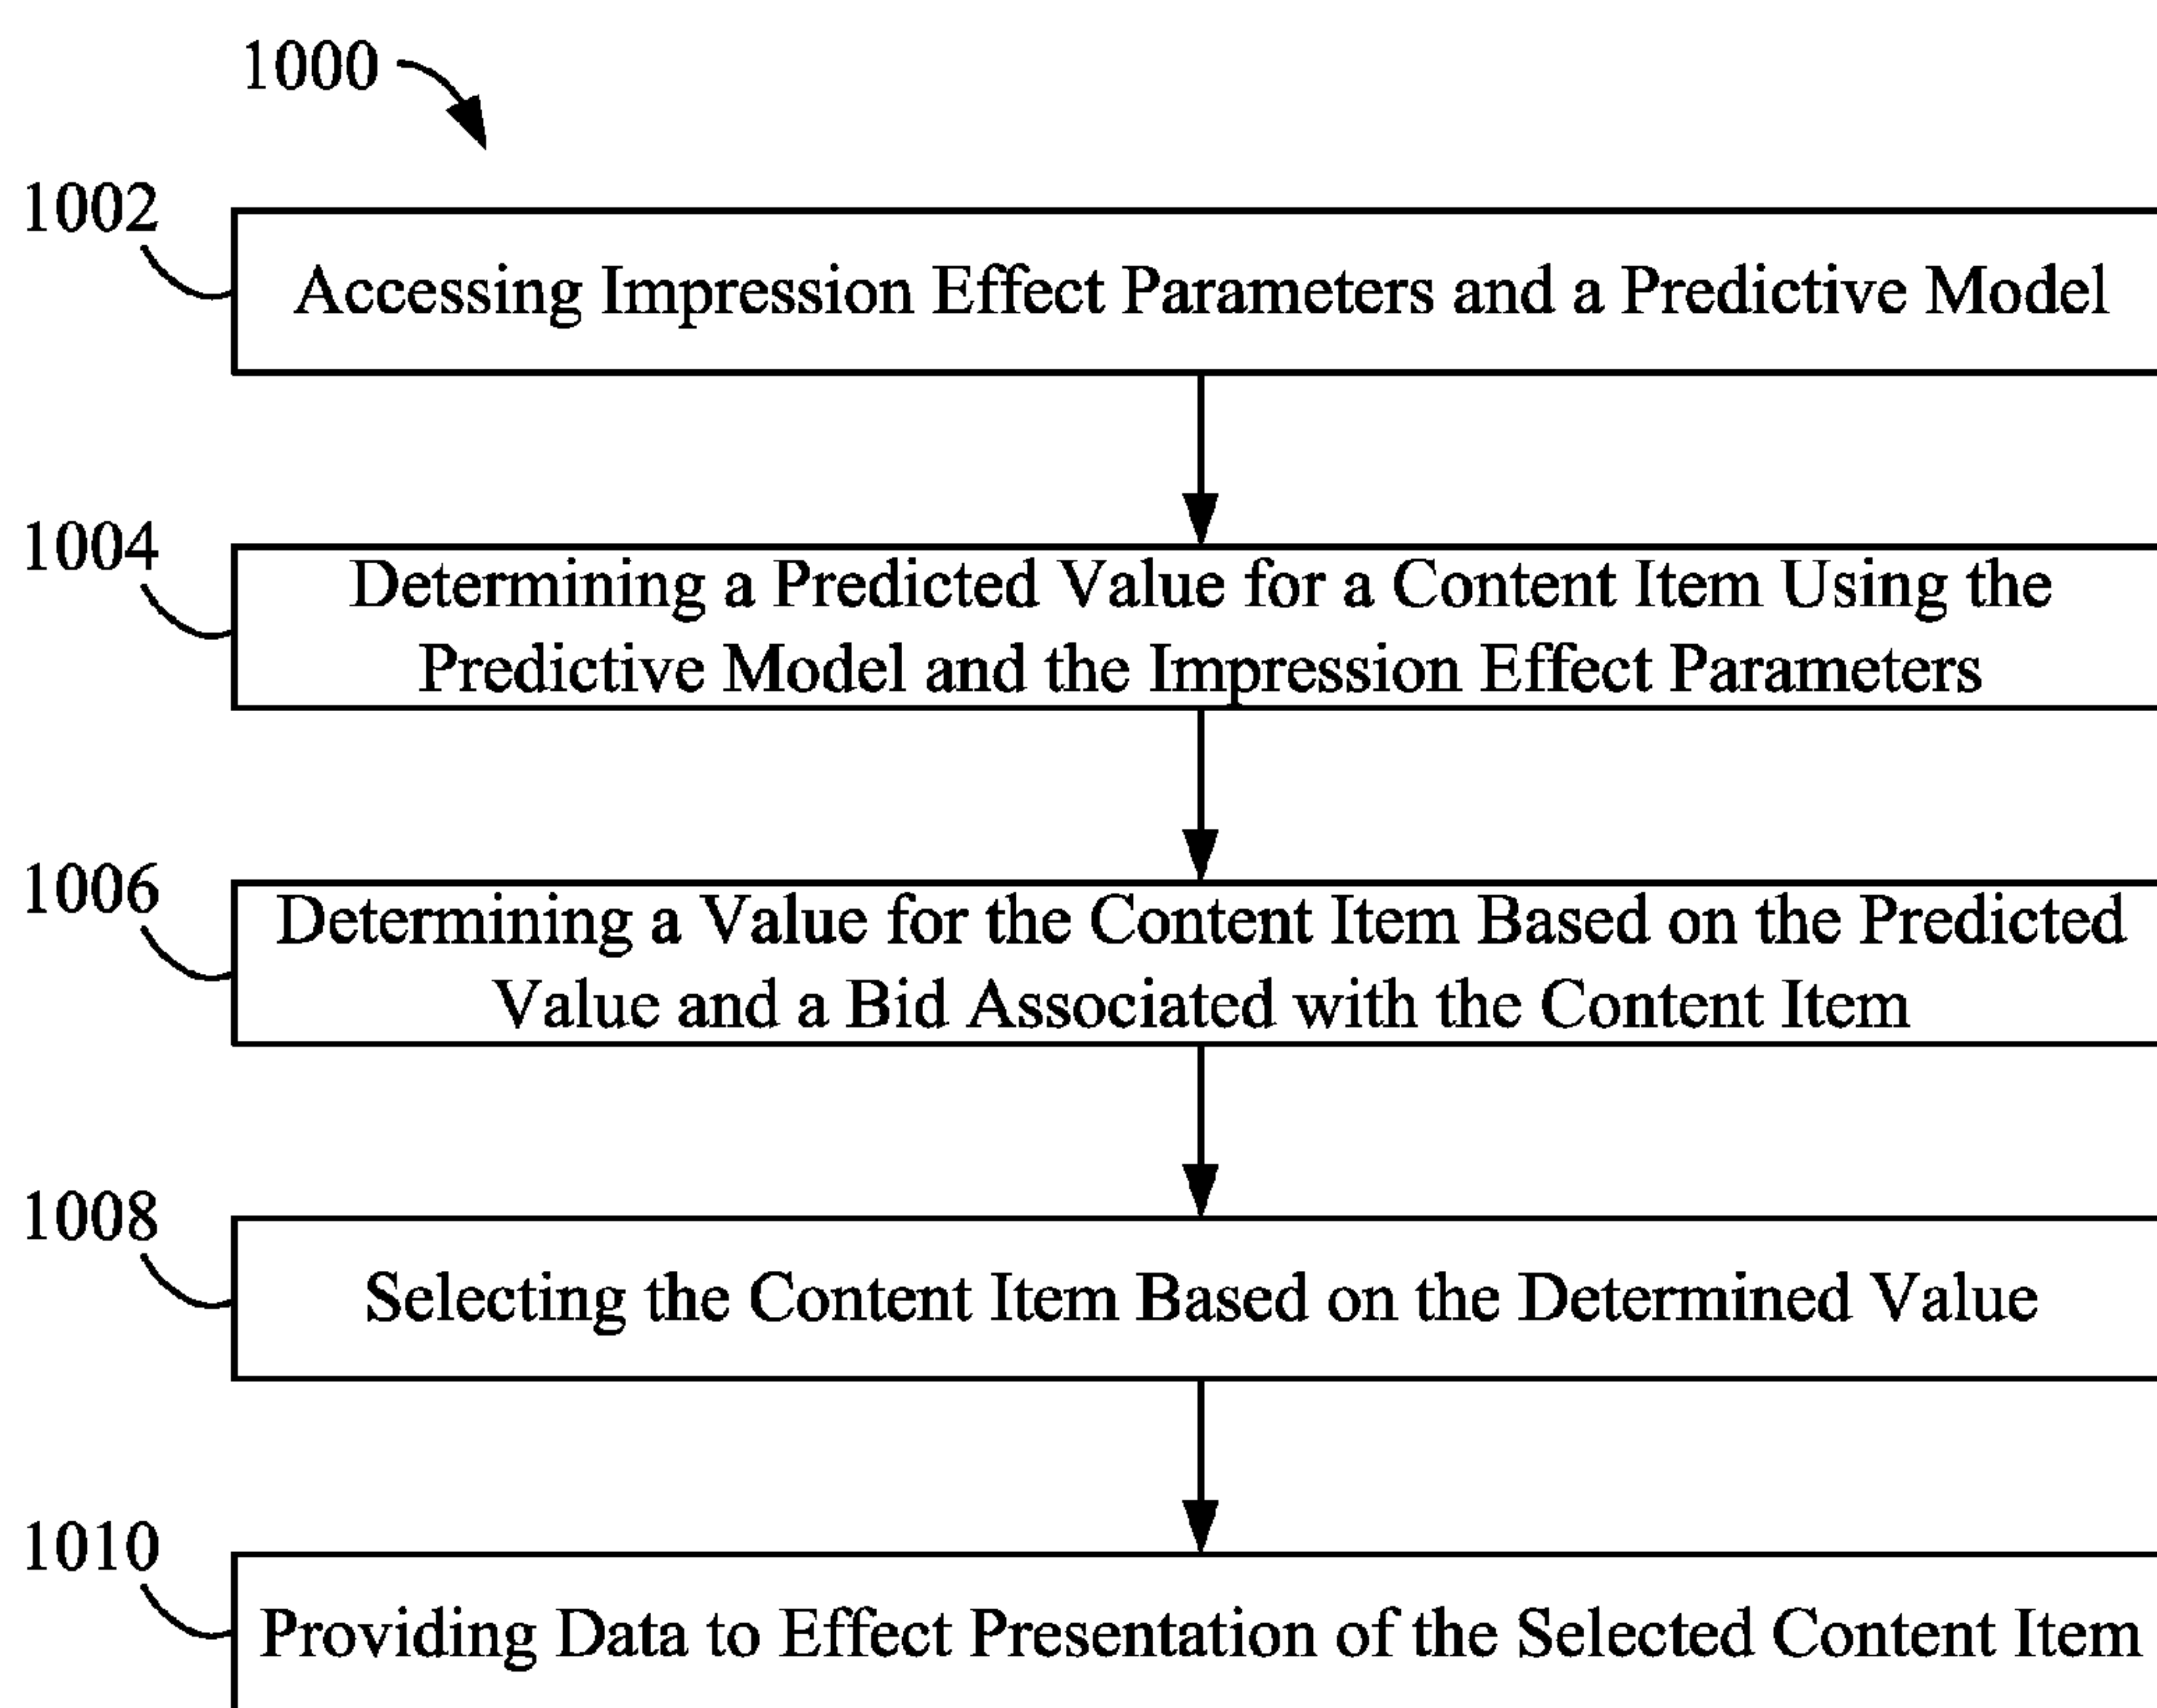 1000
1002
Accessing Impression Effect Parameters and a Predictive Model
1004
Determining a Predicted Value for a Content Item Using the
Predictive Model and the Impression Effect Parameters
1006
Determining a Value for the Content Item Based on the Predicted
Value and a Bid Associated with the Content Item
1008
Selecting the Content Item Based on the Determined Value
1010
Providing Data to Effect Presentation of the Selected Content Item